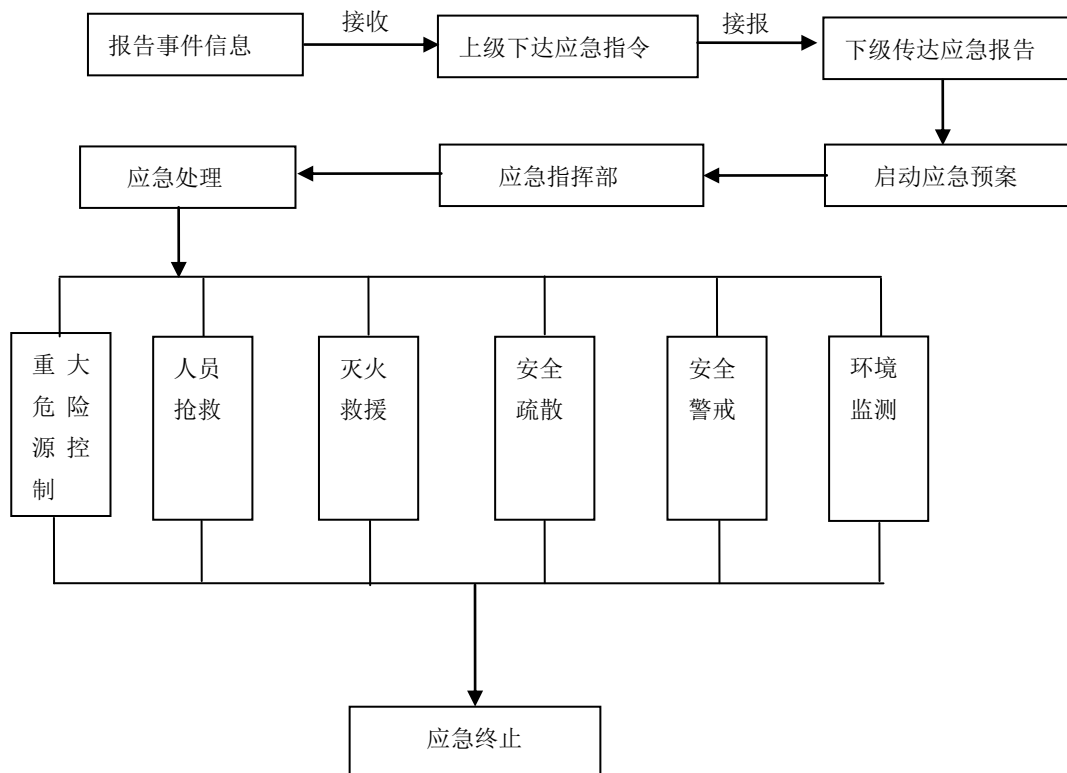 接收
接报
报告事件信息
上级下达应急指令
下级传达应急报告
应急处理
应急指挥部
启动应急预案
重大
危险
源控
制
人员
抢救
灭火
救援
安全
疏散
安全
警戒
环境
监测
应急终止